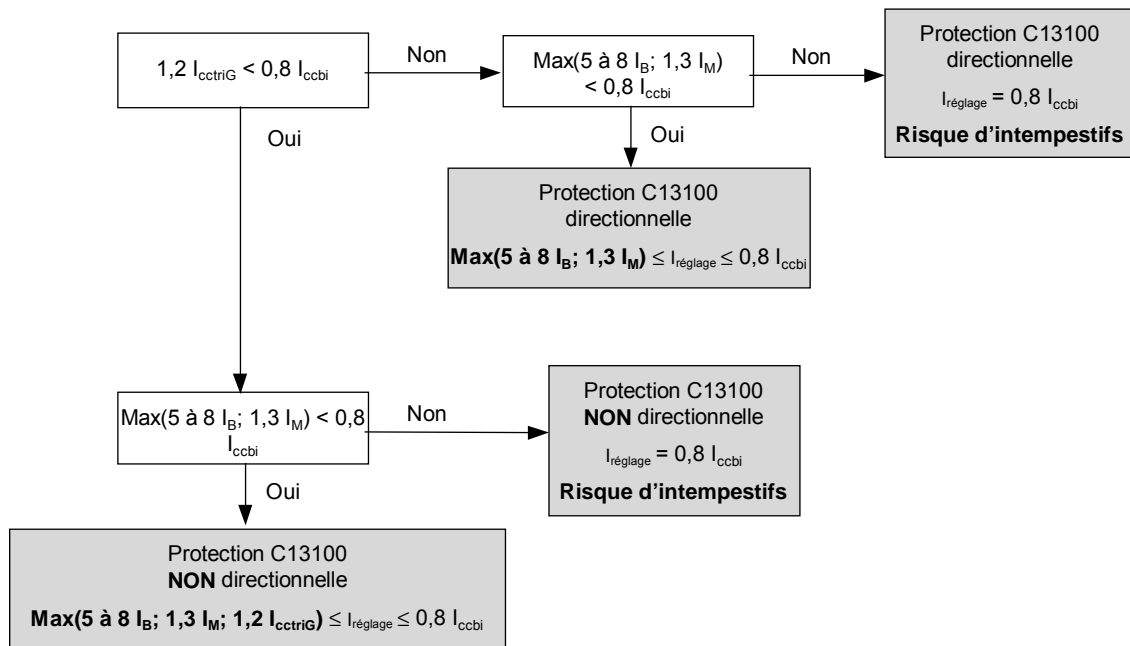 1,2 IcctriG < 0,8 Iccbi
Non
Max(5 à 8 IB; 1,3 IM)
< 0,8 Iccbi
Non
Protection C13100
directionnelle
Iréglage = 0,8 Iccbi
Risque d’intempestifs
Oui
Oui
Protection C13100
directionnelle
Max(5 à 8 IB; 1,3 IM) ≤ Iréglage ≤ 0,8 Iccbi
Max(5 à 8 IB; 1,3 IM) < 0,8
Iccbi
Non
Protection C13100
NON directionnelle
Iréglage = 0,8 Iccbi
Risque d’intempestifs
Oui
Protection C13100
NON directionnelle
Max(5 à 8 IB; 1,3 IM; 1,2 IcctriG) ≤ Iréglage ≤ 0,8 Iccbi